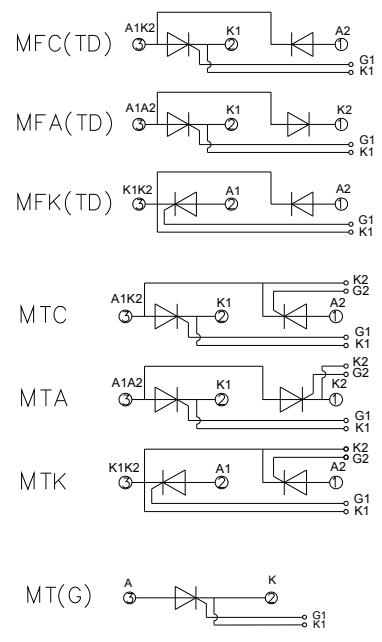 MFC(TD) A1K2 ③ K1 ② A2 ① G1 K1
MFA(TD) A1A2 ③ K1 ② K2 ① G1 K1
MFK(TD) K1K2 ③ A1 ② A2 ① G1 K1
MTC A1K2 ③ K1 ② K2 G2 A2 ① G1 K1
MTA A1A2 ③ K1 ② K2 G2 K2 ① G1 K1
MTK K1K2 ③ A1 ② K2 G2 A2 ① G1 K1
MT(G) A ③ K ② G1 K1